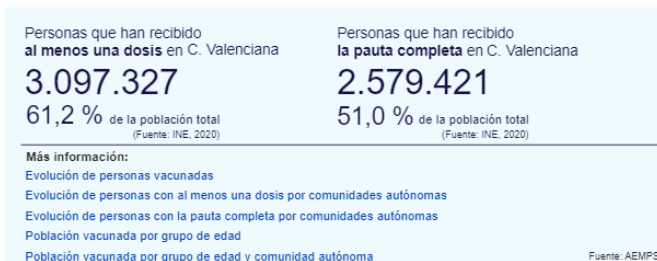 Personas que han recibido
al menos una dosis en C. Valenciana
3.097.327
61,2 % de la población total
(Fuente: INE, 2020)
Personas que han recibido
la pauta completa en C. Valenciana
2.579.421
51,0 % de la población total
(Fuente: INE, 2020)
Más información:
Evolución de personas vacunadas
Evolución de personas con al menos una dosis por comunidades autónomas
Evolución de personas con la pauta completa por comunidades autónomas
Población vacunada por grupo de edad
Población vacunada por grupo de edad y comunidad autónoma
Fuente: AEMPS